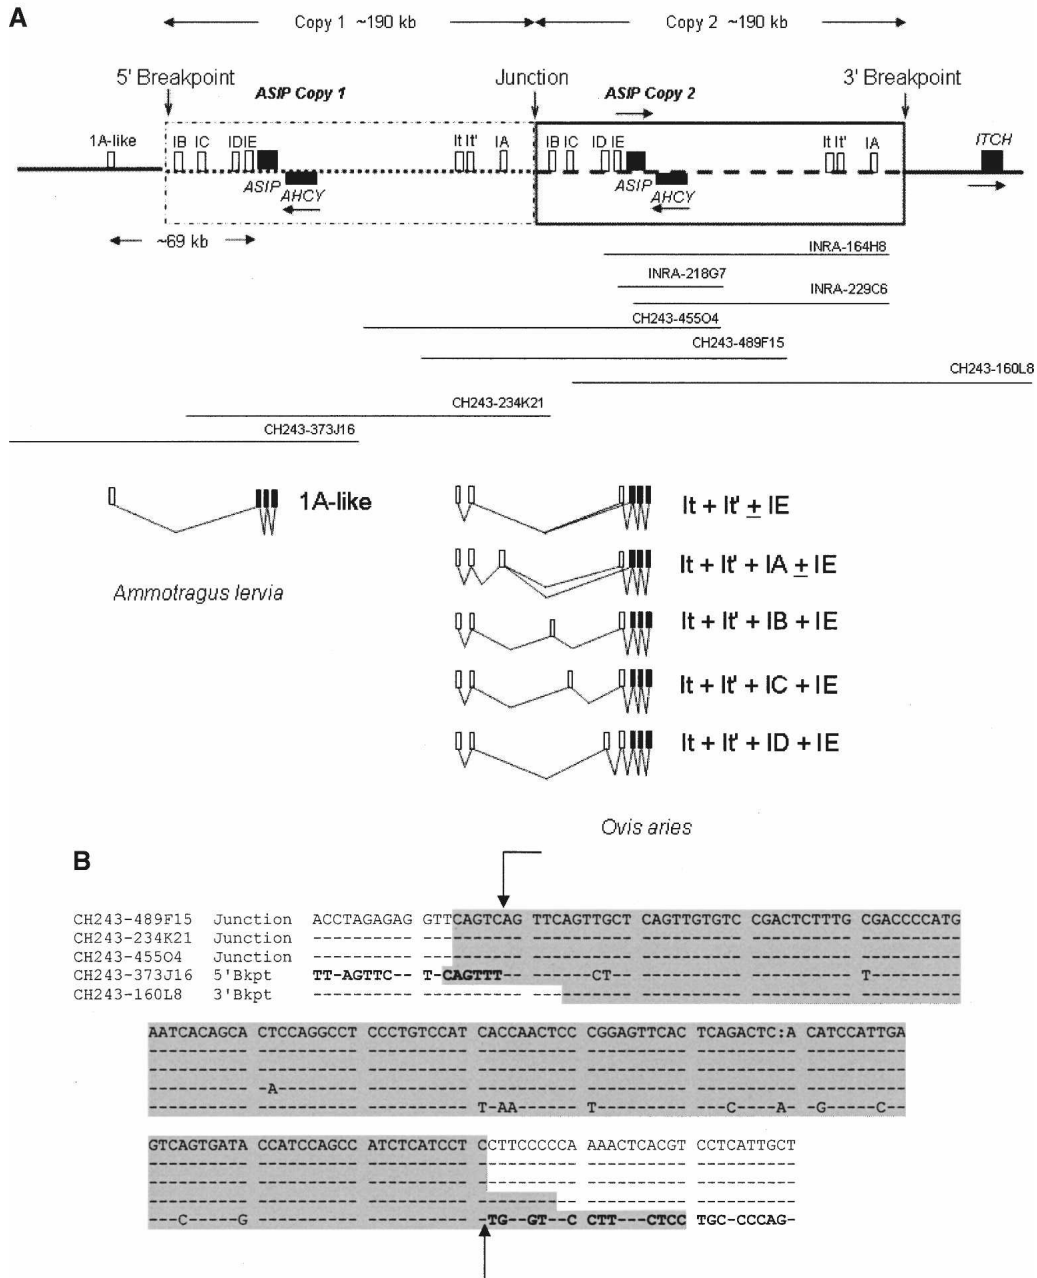 A
Copy 1 ~190 kb
Copy 2 ~190 kb
5' Breakpoint
Junction
3' Breakpoint
ASIP Copy 1
ASIP Copy 2
1A-like
IB IC IDIE
It It' IA
IB IC ID IE
It It' IA
ITCH
ASIP
AHCY
ASIP
AHCY
~69 kb
INRA-164H8
INRA-218G7
INRA-229C6
CH243-455O4
CH243-489F15
CH243-160L8
CH243-234K21
CH243-373J16
1A-like
Ammotragus lervia
It + It' ± IE
It + It' + IA ± IE
It + It' + IB + IE
It + It' + IC + IE
It + It' + ID + IE
Ovis aries
B
CH243-489F15 Junction ACCTAGAGAG GTTCAGTCAG TTCAGTTGCT CAGTTGTGTC CGACTCTTTG CGACCCCATG
CH243-234K21 Junction ---------- ---------- ---------- ---------- ---------- ----------
CH243-455O4 Junction ---------- ---------- ---------- ---------- ---------- ----------
CH243-373J16 5'Bkpt TT-AGTTC-- T-CAGTTT-- ------CT-- ---------- ---------- T---------
CH243-160L8 3'Bkpt ---------- ---------- ---------- ---------- ---------- ----------
AATCACAGCA CTCCAGGCCT CCCTGTCCAT CACCAACTCC CGGAGTTCAC TCAGACTC:A CATCCATTGA
---------- ---------- ---------- ---------- ---------- ---------- ----------
---------- ---------- ---------- ---------- ---------- ---------- ----------
---------- -A-------- ---------- ---------- ---------- ---------- ----------
---------- ---------- ---------- T-AA------ T--------- ---C----A- -G-----C--
GTCAGTGATA CCATCCAGCC ATCTCATCCT CCTTCCCCCA AAACTCACGT CCTCATTGCT
---------- ---------- ---------- ---------- ---------- ----------
---------- ---------- ---------- ---------- ---------- ----------
---------- ---------- ---------- ---------- ---------- ----------
---C-----G ---------- ---------- -TG--GT--C CTT---CTCC TGC-CCCAG-